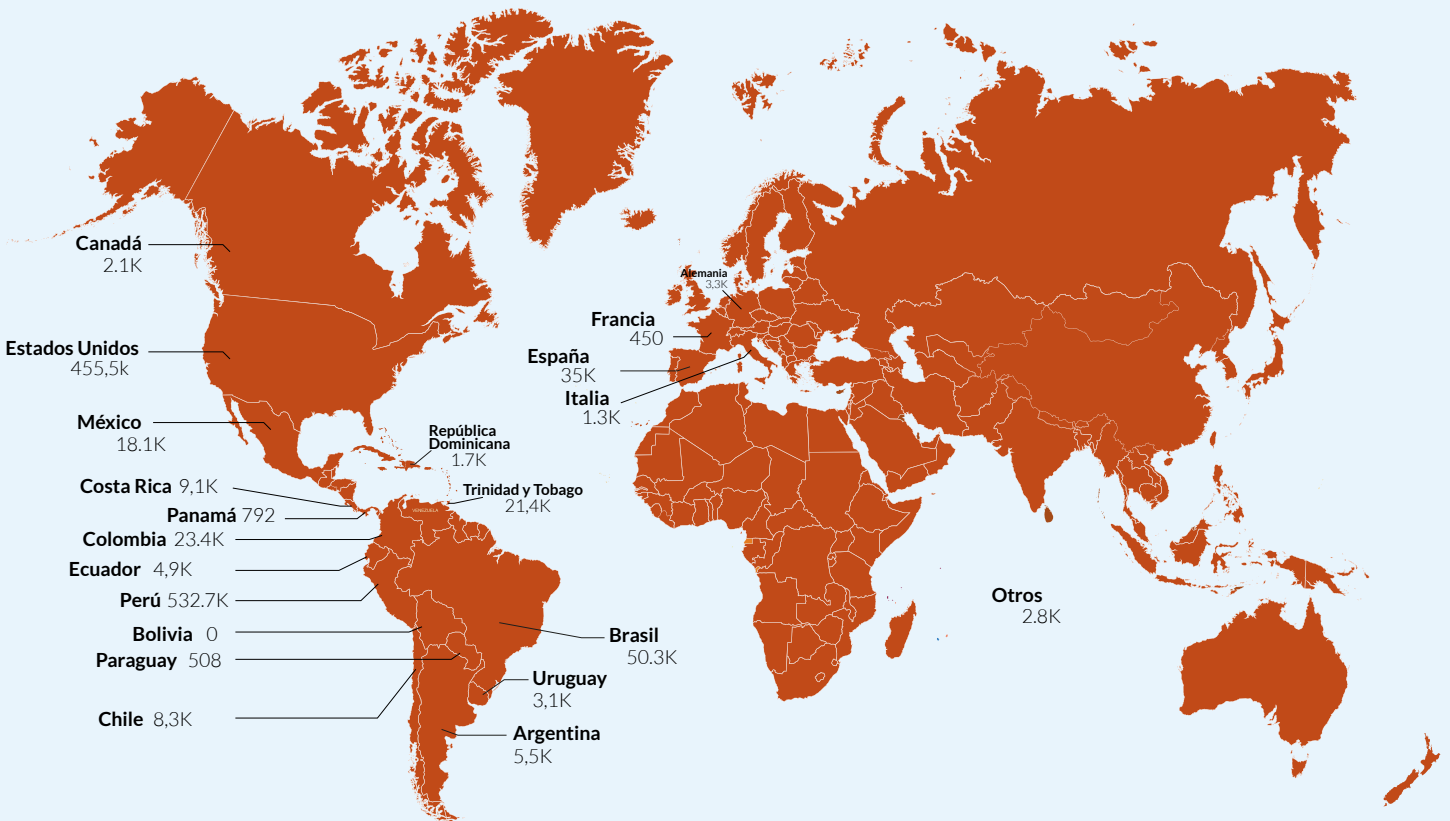 Canadá
2.1K
Estados Unidos
455,5k
México
18.1K
República
Dominicana
1.7K
Costa Rica 9,1K
Trinidad y Tobago
21,4K
Panamá 792
VENEZUELA
Colombia 23.4K
Ecuador 4,9K
Perú 532.7K
Bolivia 0
Paraguay 508
Chile 8,3K
Brasil
50.3K
Uruguay
3,1K
Argentina
5,5K
Alemania
3,3K
Francia
450
España
35K
Italia
1.3K
Otros
2.8K